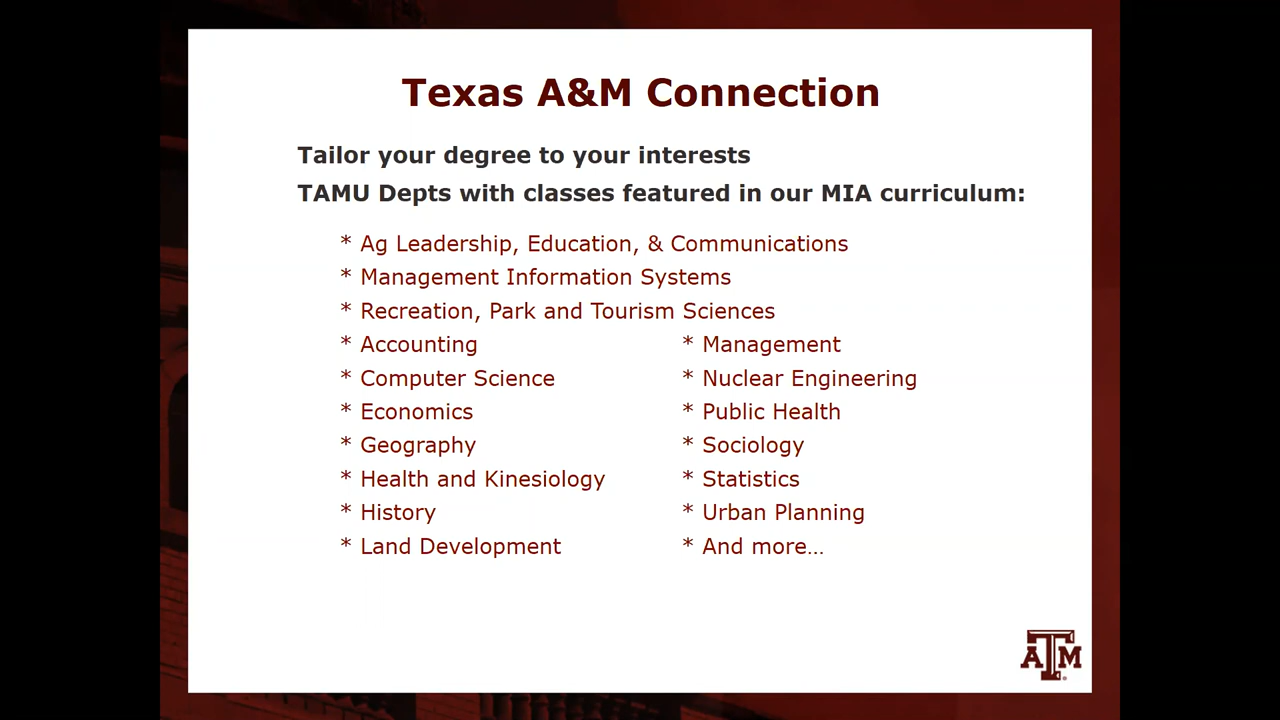 Texas A&M Connection
Tailor your degree to your interests
TAMU Depts with classes featured in our MIA curriculum:
* Ag Leadership, Education, & Communications
* Management Information Systems
* Recreation, Park and Tourism Sciences
* Accounting
* Computer Science
* Economics
* Geography
* Health and Kinesiology
* History
* Land Development
* Management
* Nuclear Engineering
* Public Health
* Sociology
* Statistics
* Urban Planning
* And more…
ATM®